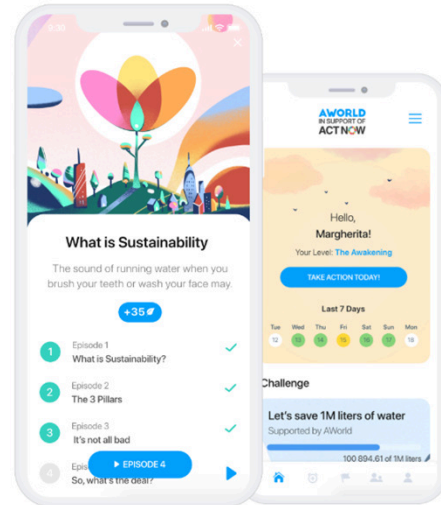 2:30
What is Sustainability
The sound of running water when you
brush your teeth or wash your face may.
+35
1
Episode 1
What is Sustainability?
2
Episode 2
The 3 Pillars
3
Episode 3
It's not all bad
4
EPISODE 4
So, what's the deal?
AWORLD
IN SUPPORT OF
ACT NOW
Hello,
Margherita!
Your Level: The Awakening
TAKE ACTION TODAY!
Last 7 Days
Tue Wed Thu Fri Sat Sun Mon
12 13 14 15 16 17 18
Challenge
Let's save 1M liters of water
Supported by AWorld
100 894.61 of 1M liters